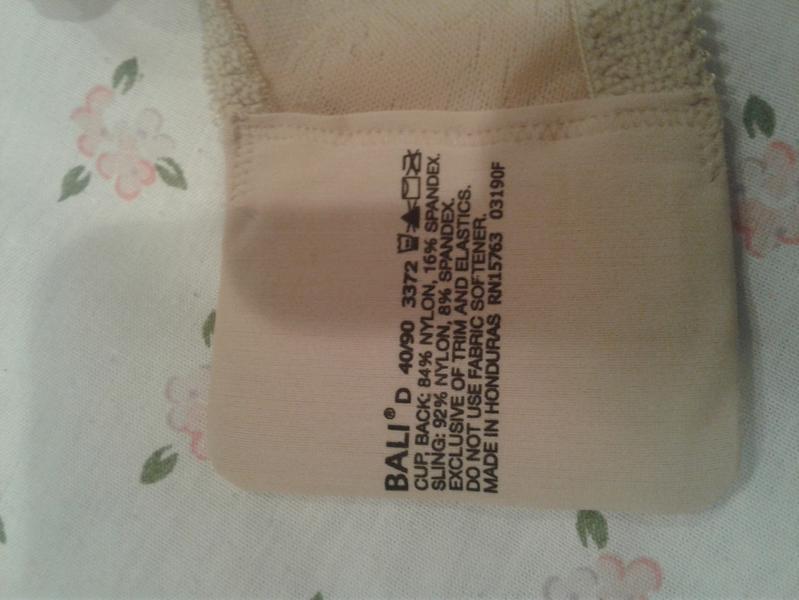 BALI® D 40/90 3372
CUP, BACK: 84% NYLON, 16% SPANDEX.
SLING: 92% NYLON, 8% SPANDEX.
EXCLUSIVE OF TRIM AND ELASTICS.
DO NOT USE FABRIC SOFTENER.
MADE IN HONDURAS RN15763 03190F